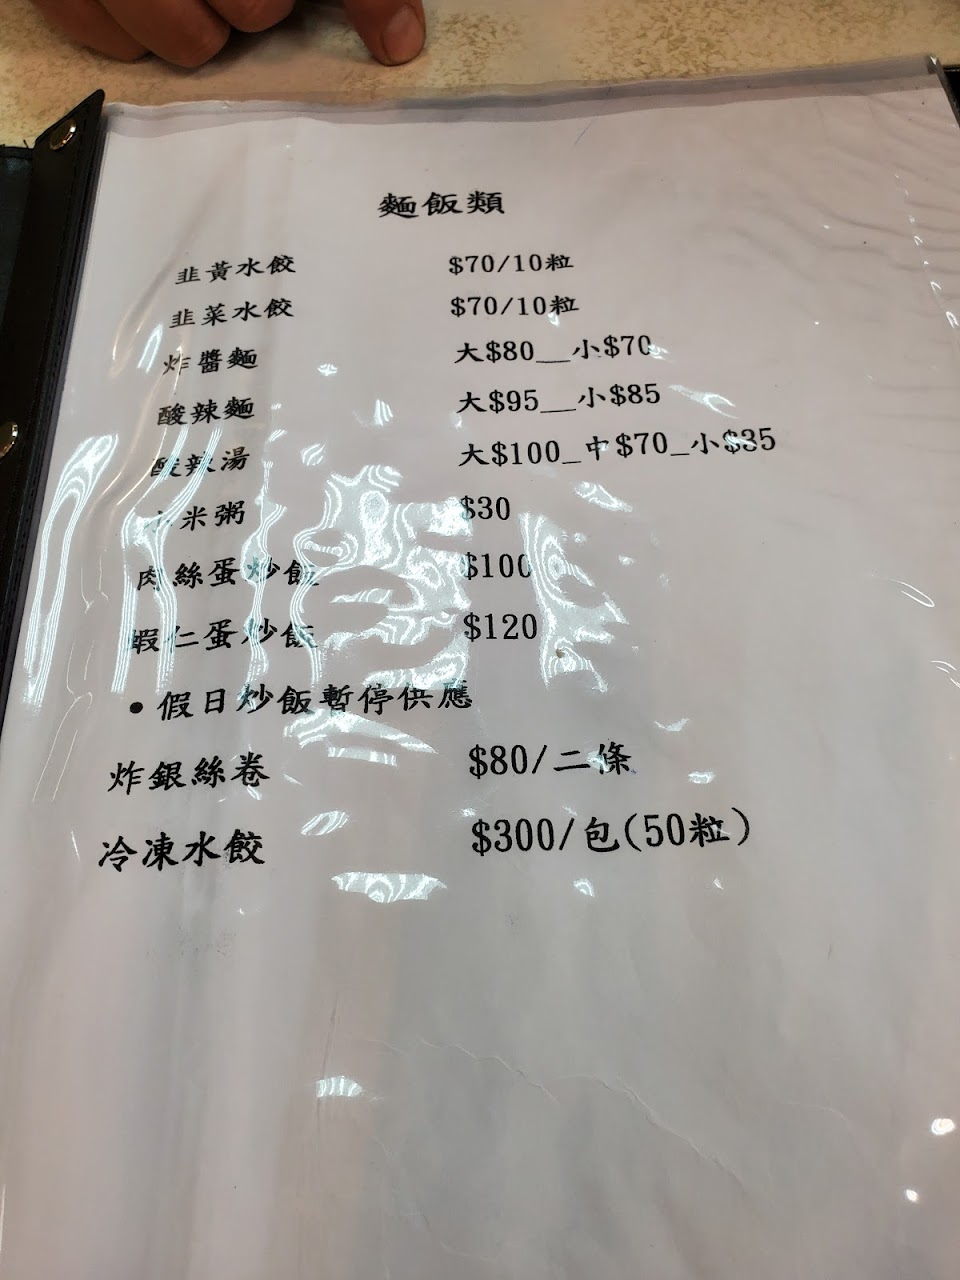 麵飯類
韭黃水餃 $70/10粒
韭菜水餃 $70/10粒
炸醬麵 大$80__小$70
酸辣麵 大$95__小$85
酸辣湯 大$100_中$70_小$35
小米粥 $30
肉絲蛋炒飯 $100
蝦仁蛋炒飯 $120
•假日炒飯暫停供應
炸銀絲卷 $80/二條
冷凍水餃 $300/包(50粒)